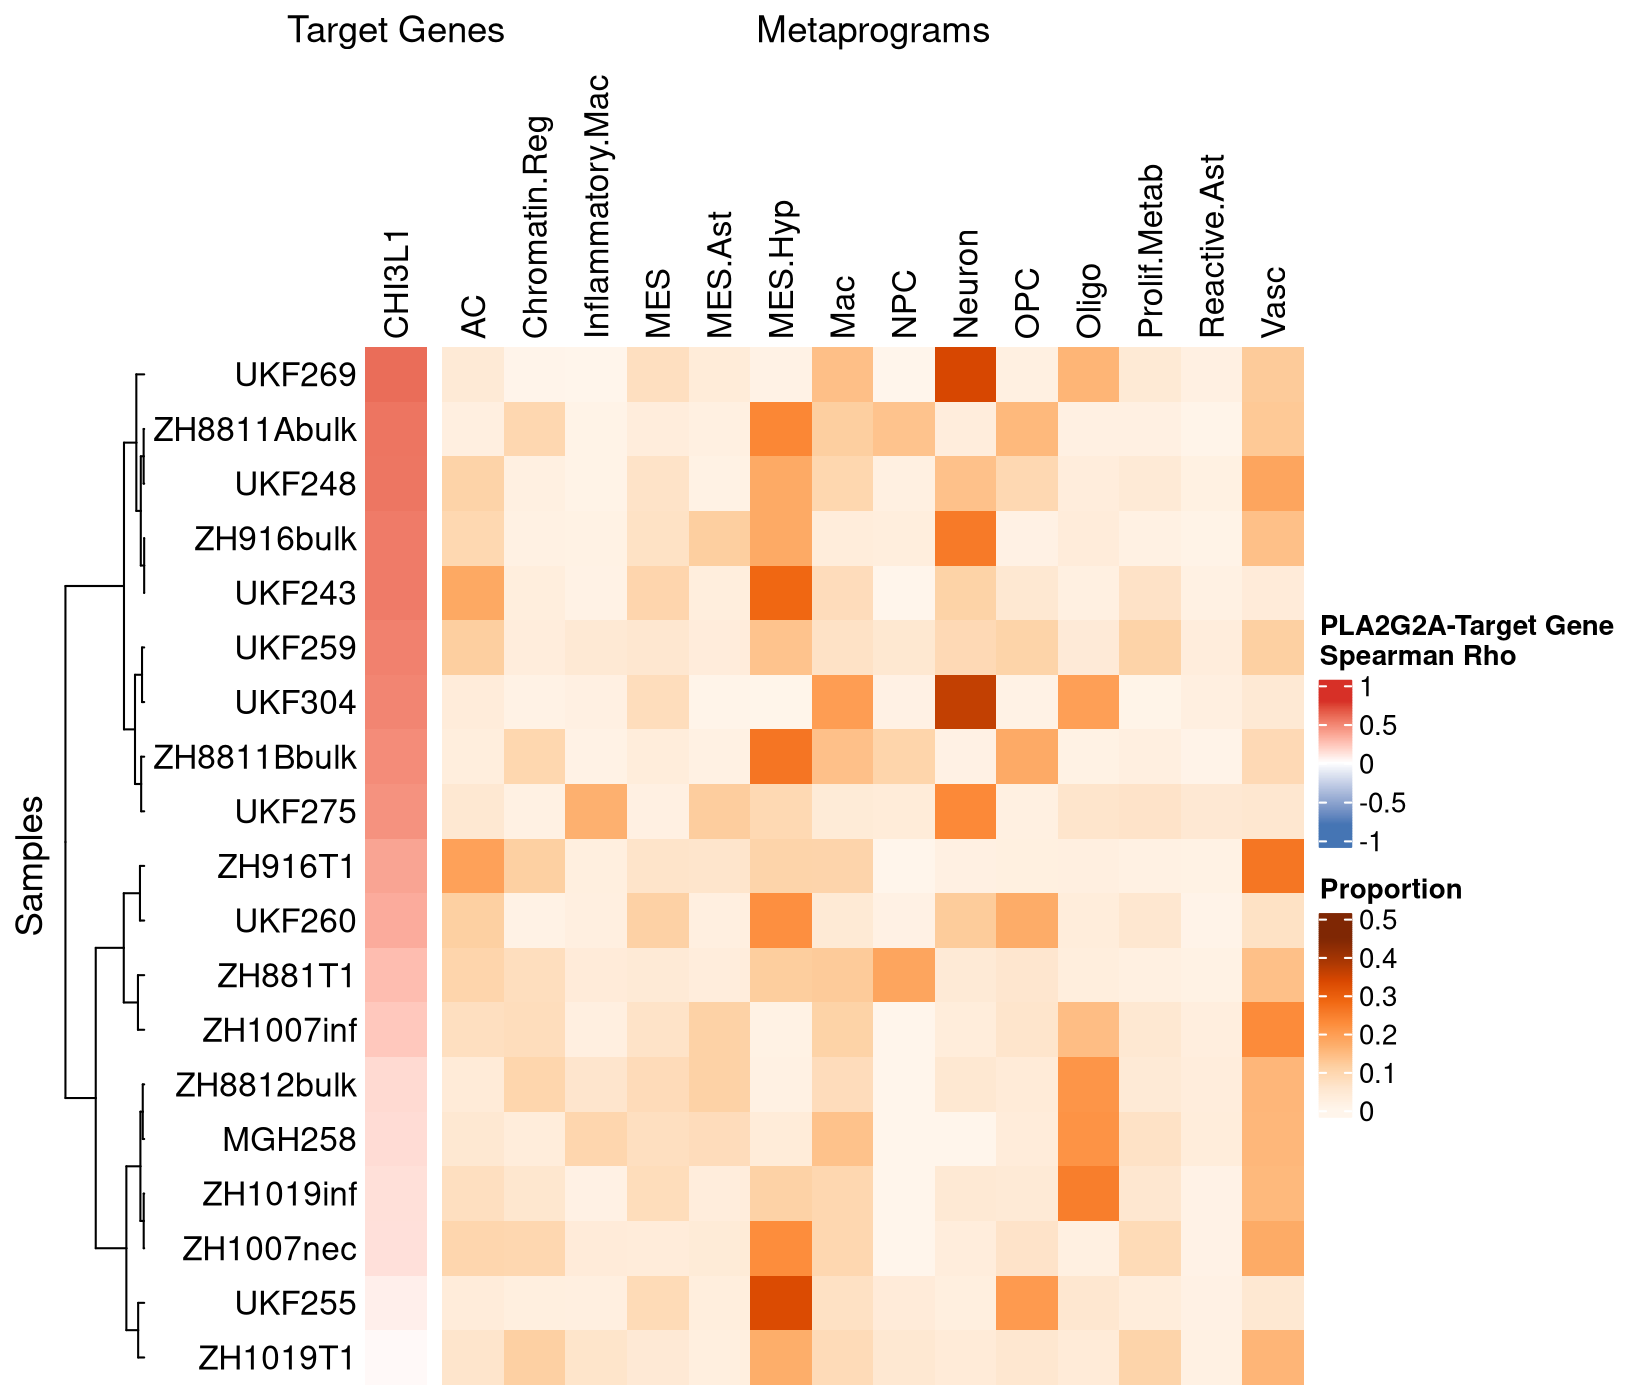 Target Genes
Metaprograms
CHI3L1
AC
Chromatin.Reg
Inflammatory.Mac
MES
MES.Ast
MES.Hyp
Mac
NPC
Neuron
OPC
Oligo
Prolif.Metab
Reactive.Ast
Vasc
Samples
UKF269
ZH8811Abulk
UKF248
ZH916bulk
UKF243
UKF259
UKF304
ZH8811Bbulk
UKF275
ZH916T1
UKF260
ZH881T1
ZH1007inf
ZH8812bulk
MGH258
ZH1019inf
ZH1007nec
UKF255
ZH1019T1
PLA2G2A-Target Gene
Spearman Rho
1
0.5
0
-0.5
-1
Proportion
0.5
0.4
0.3
0.2
0.1
0